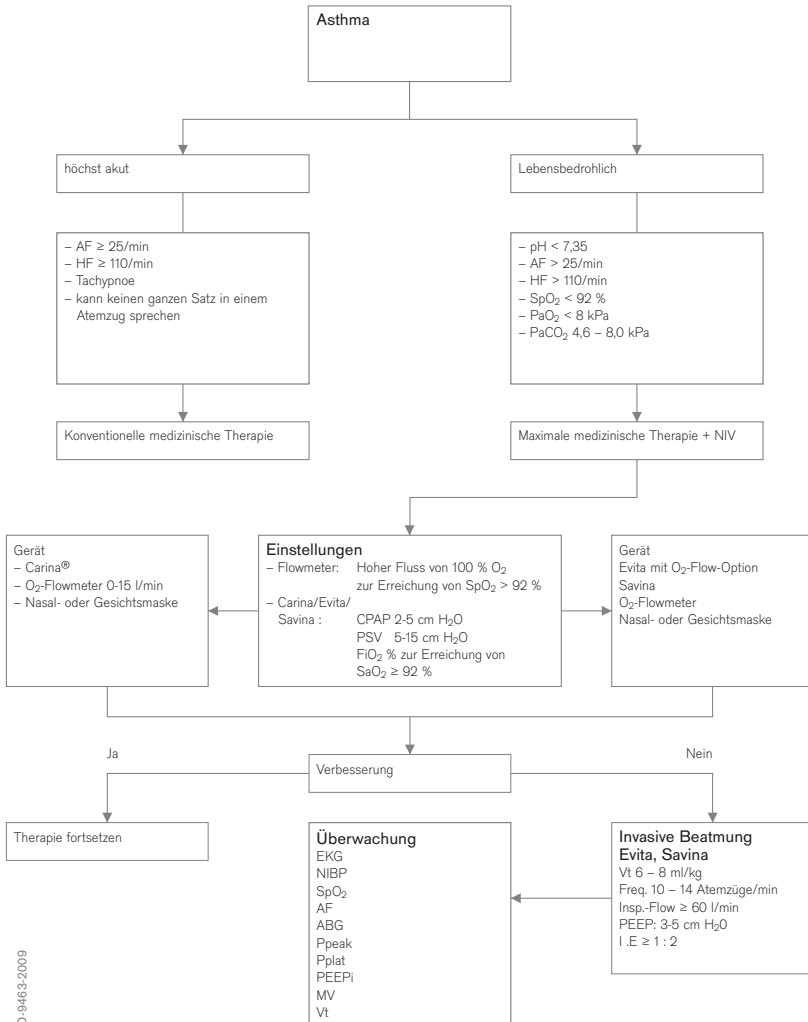 Asthma
höchst akut
Lebensbedrohlich
– AF ≥ 25/min
– HF ≥ 110/min
– Tachypnoe
– kann keinen ganzen Satz in einem
Atemzug sprechen
– pH < 7,35
– AF > 25/min
– HF > 110/min
– SpO₂ < 92 %
– PaO₂ < 8 kPa
– PaCO₂ 4,6 – 8,0 kPa
Konventionelle medizinische Therapie
Maximale medizinische Therapie + NIV
Gerät
– Carina®
– O₂-Flowmeter 0-15 l/min
– Nasal- oder Gesichtsmaske
Einstellungen
– Flowmeter: Hoher Fluss von 100 % O₂
zur Erreichung von SpO₂ > 92 %
– Carina/Evita/
Savina : CPAP 2-5 cm H₂O
PSV 5-15 cm H₂O
FiO₂ % zur Erreichung von
SaO₂ ≥ 92 %
Gerät
Evita mit O₂-Flow-Option
Savina
O₂-Flowmeter
Nasal- oder Gesichtsmaske
Ja
Nein
Verbesserung
Therapie fortsetzen
Überwachung
EKG
NIBP
SpO₂
AF
ABG
Ppeak
Pplat
PEEPi
MV
Vt
Invasive Beatmung
Evita, Savina
Vt 6 – 8 ml/kg
Freq. 10 – 14 Atemzüge/min
Insp.-Flow ≥ 60 l/min
PEEP: 3-5 cm H₂0
I .E ≥ 1 : 2
-9463-2009